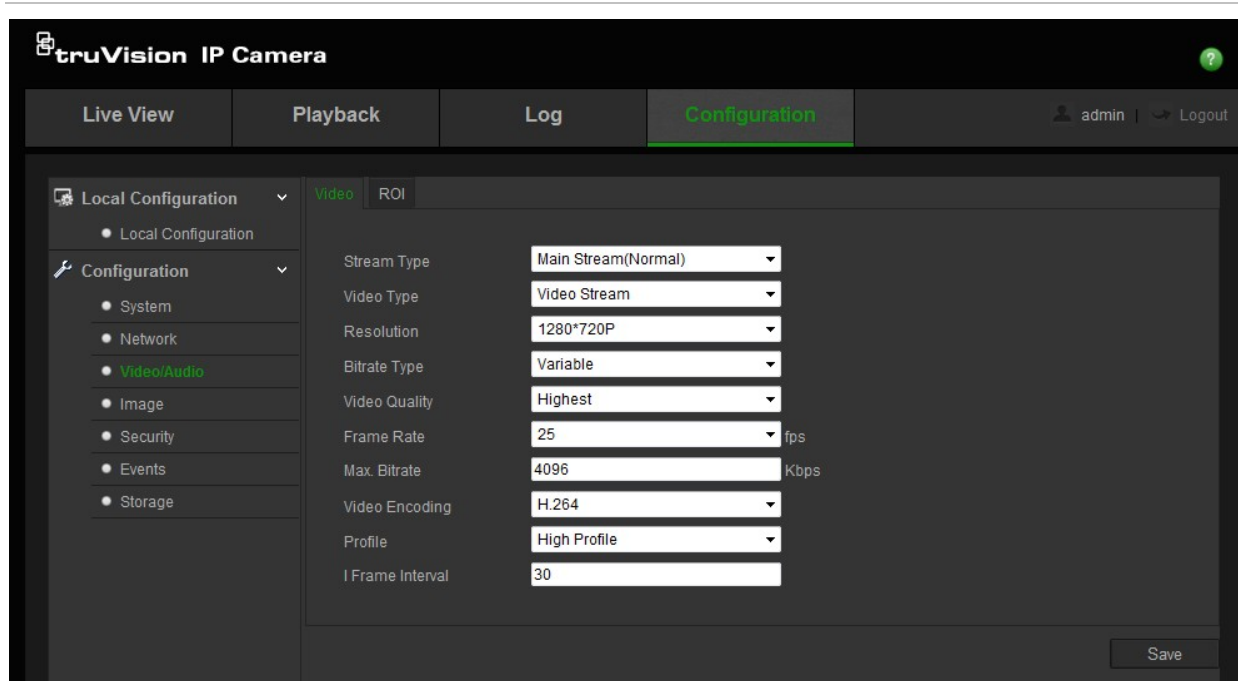 truVision IP Camera
?
Live View Playback Log Configuration admin | Logout
Local Configuration
Local Configuration
Configuration
System
Network
Video/Audio
Image
Security
Events
Storage
Video ROI
Stream Type Main Stream(Normal)
Video Type Video Stream
Resolution 1280*720P
Bitrate Type Variable
Video Quality Highest
Frame Rate 25 fps
Max. Bitrate 4096 Kbps
Video Encoding H.264
Profile High Profile
I Frame Interval 30
Save